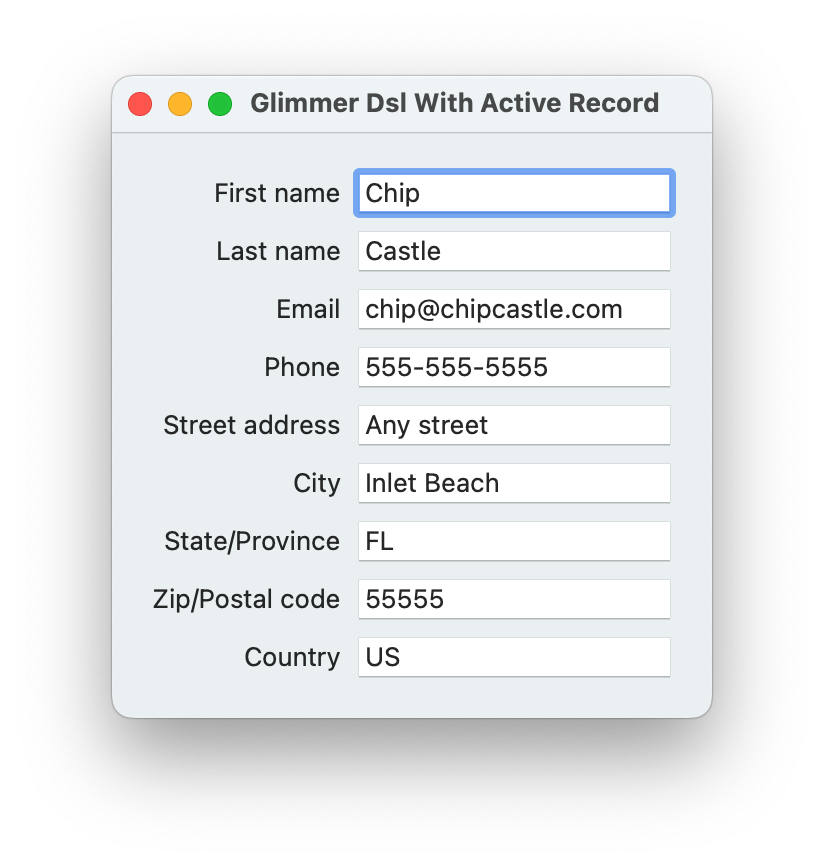 Glimmer Dsl With Active Record
First name Chip
Last name Castle
Email chip@chipcastle.com
Phone 555-555-5555
Street address Any street
City Inlet Beach
State/Province FL
Zip/Postal code 55555
Country US